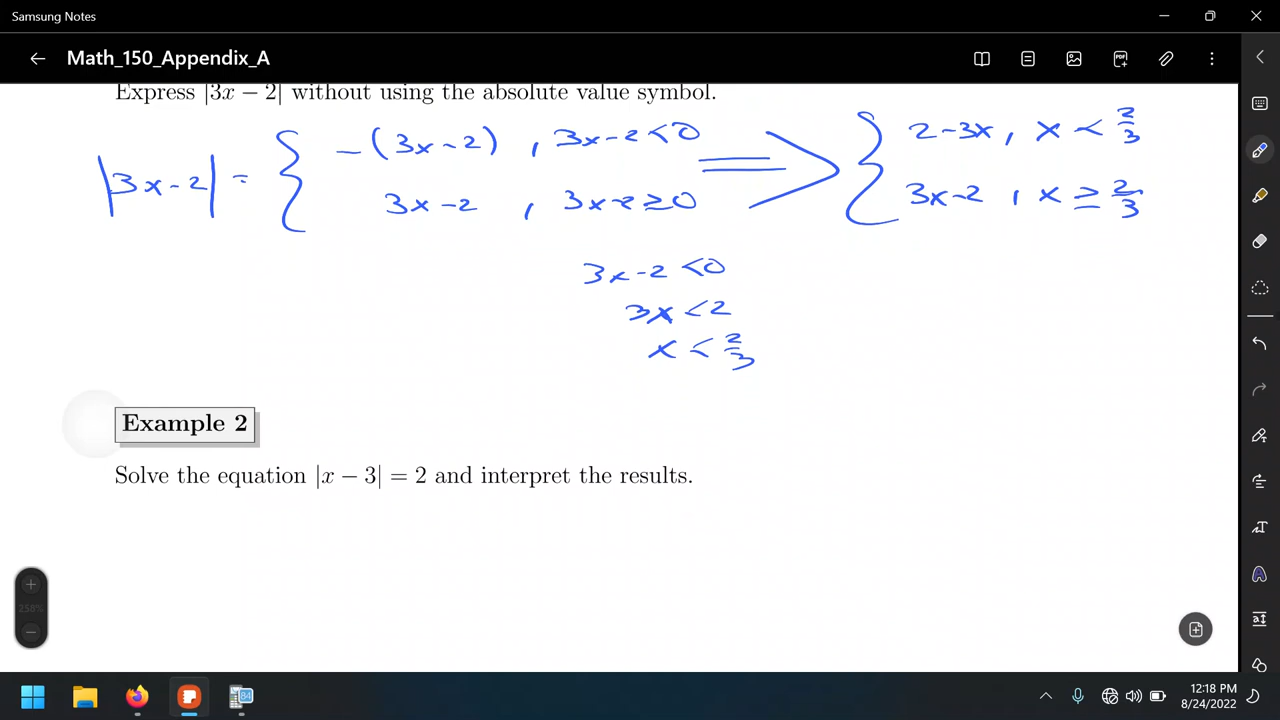 Samsung Notes
Math_150_Appendix_A
Express |3x − 2| without using the absolute value symbol.
|3x-2| = { -(3x-2) , 3x-2<0 ⟹ { 2-3x, x < 2/3
3x-2 , 3x-2≥0 3x-2 , x ≥ 2/3
3x-2 <0
3x <2
x < 2/3
Example 2
Solve the equation |x − 3| = 2 and interpret the results.
256%
12:18 PM
8/24/2022